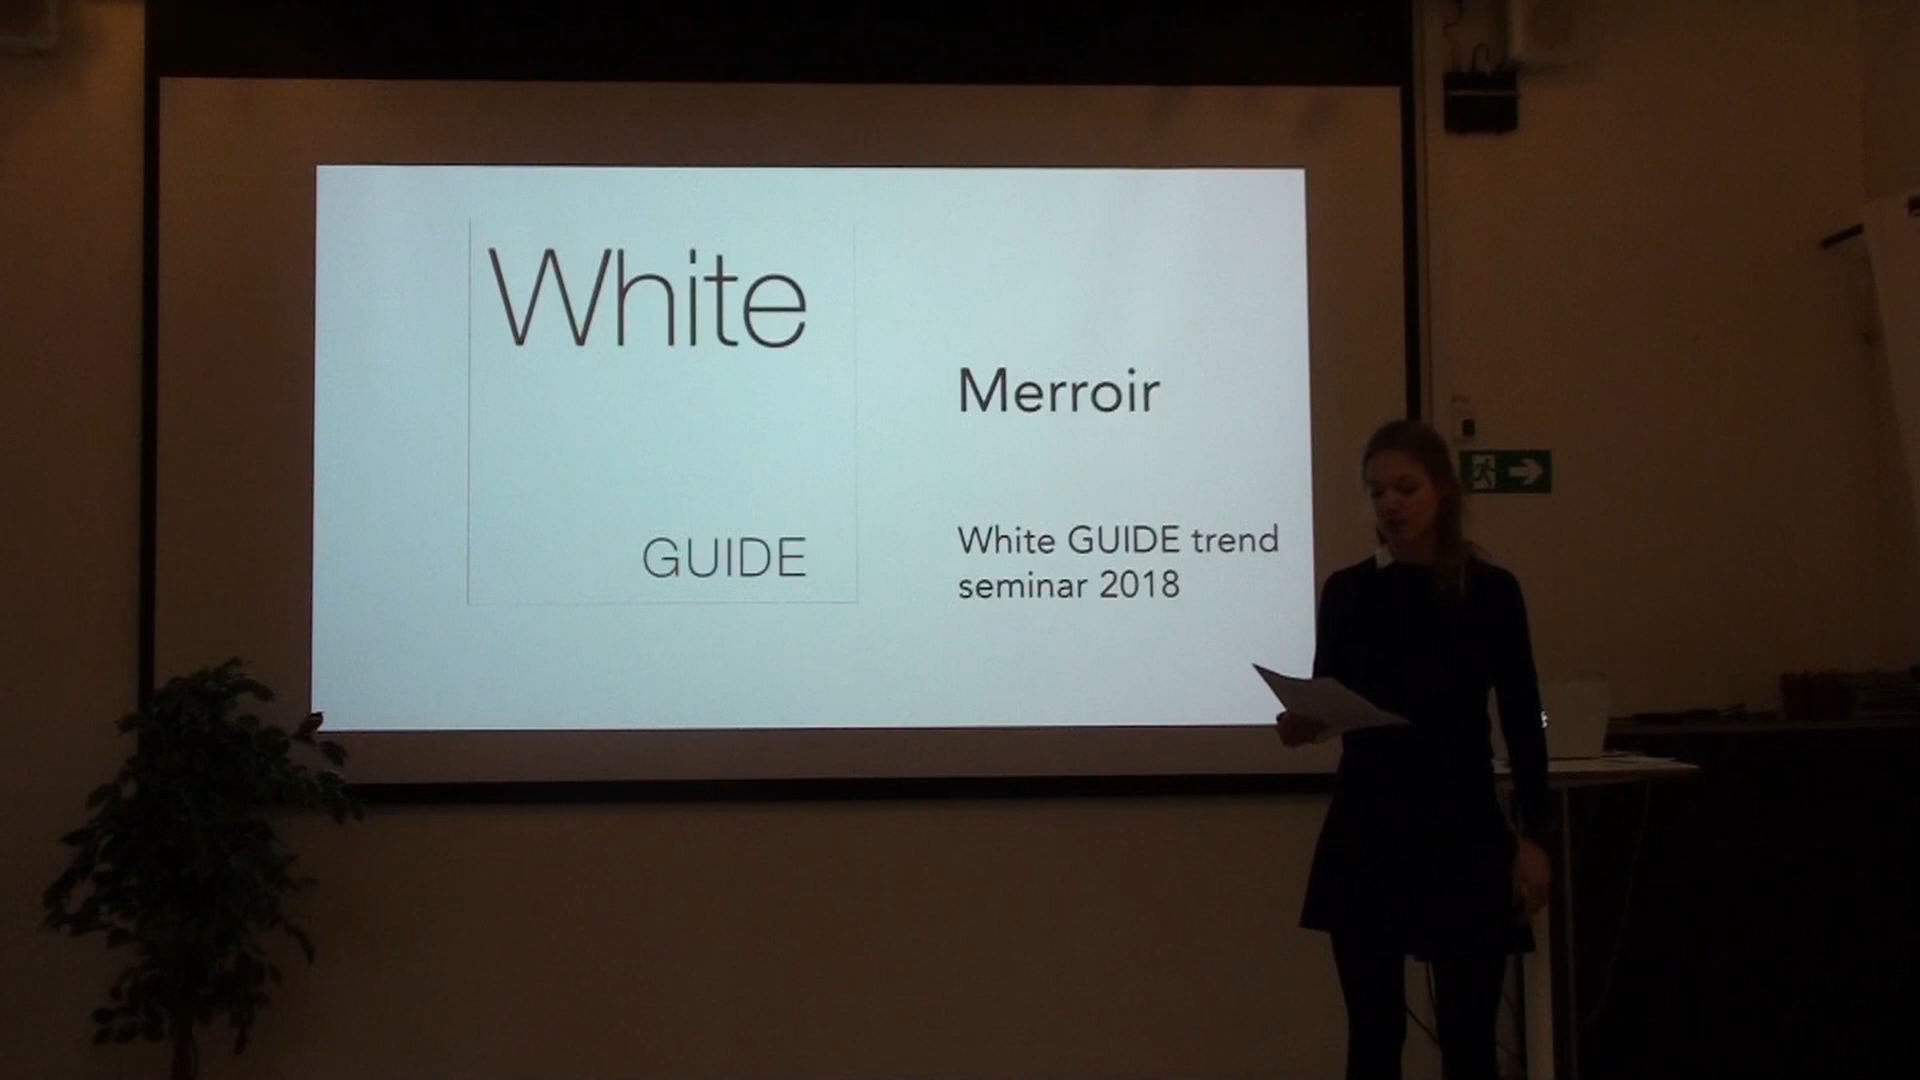 White
GUIDE
Merroir
White GUIDE trend
seminar 2018